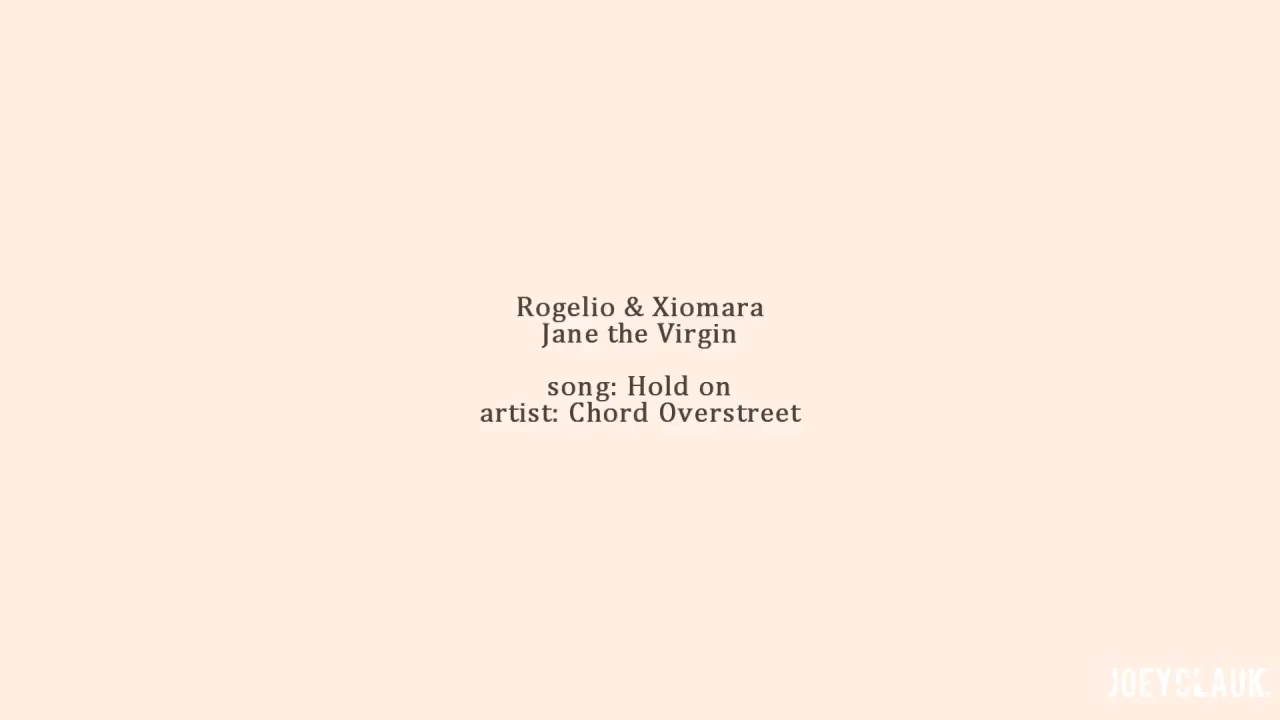 Rogelio & Xiomara
Jane the Virgin
song: Hold on
artist: Chord Overstreet
JOEYCLAUK.